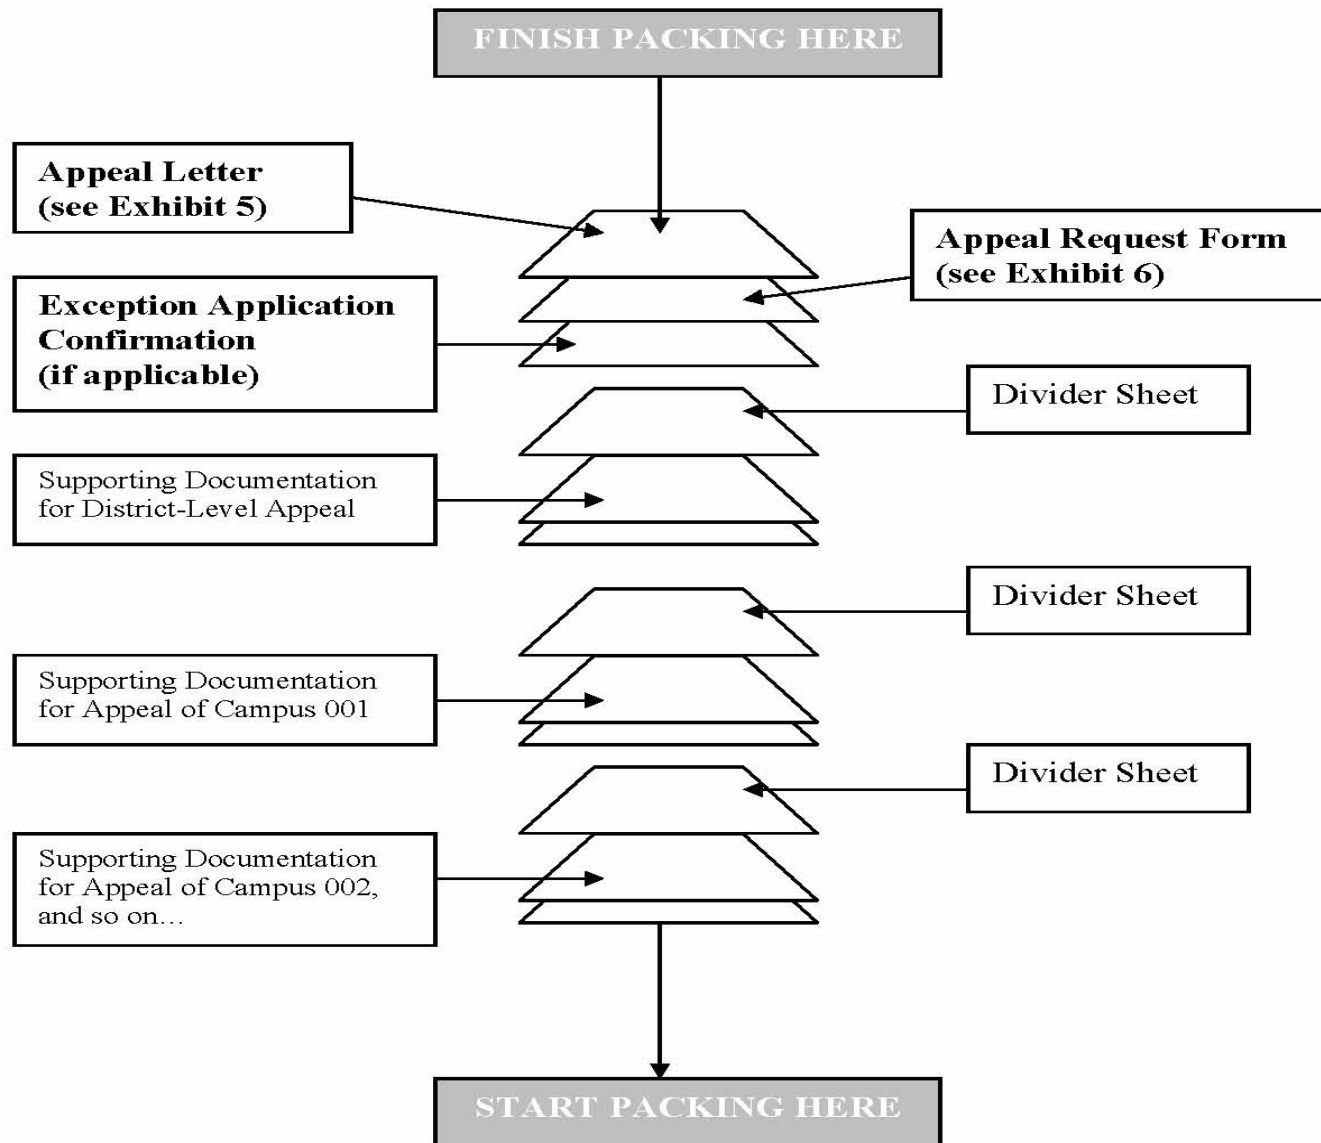 FINISH PACKING HERE
Appeal Letter
(see Exhibit 5)
Appeal Request Form
(see Exhibit 6)
Exception Application
Confirmation
(if applicable)
Divider Sheet
Supporting Documentation
for District-Level Appeal
Divider Sheet
Supporting Documentation
for Appeal of Campus 001
Divider Sheet
Supporting Documentation
for Appeal of Campus 002,
and so on...
START PACKING HERE